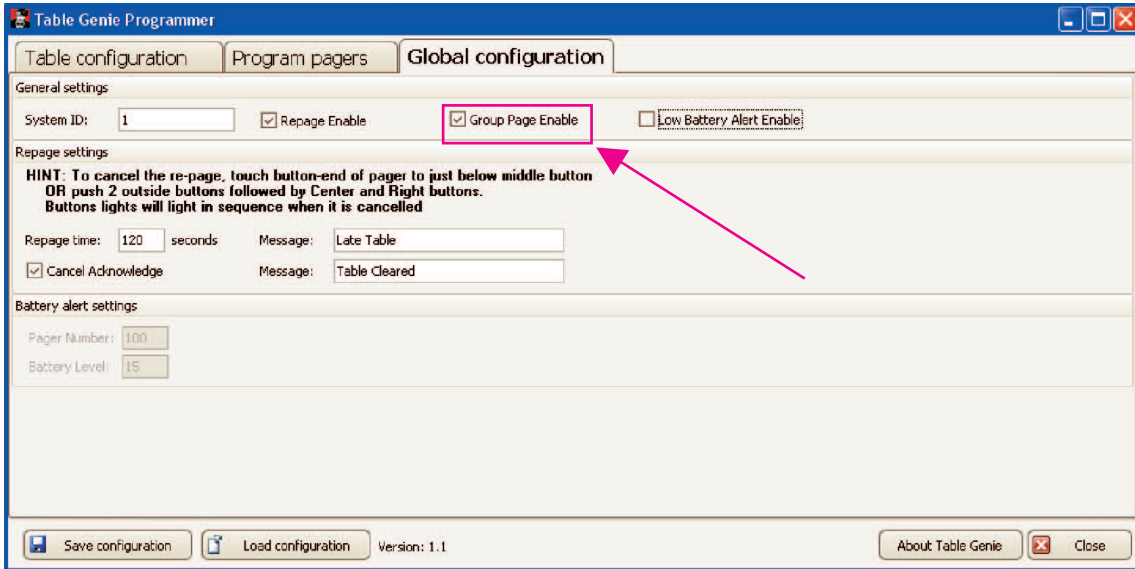 Table Genie Programmer
Table configuration Program pagers Global configuration
General settings
System ID: 1 Repage Enable Group Page Enable Low Battery Alert Enable
Repage settings
HINT: To cancel the re-page, touch button-end of pager to just below middle button
OR push 2 outside buttons followed by Center and Right buttons.
Buttons lights will light in sequence when it is cancelled
Repage time: 120 seconds Message: Late Table
Cancel Acknowledge Message: Table Cleared
Battery alert settings
Pager Number: 100
Battery Level: 15
Save configuration Load configuration Version: 1.1 About Table Genie Close